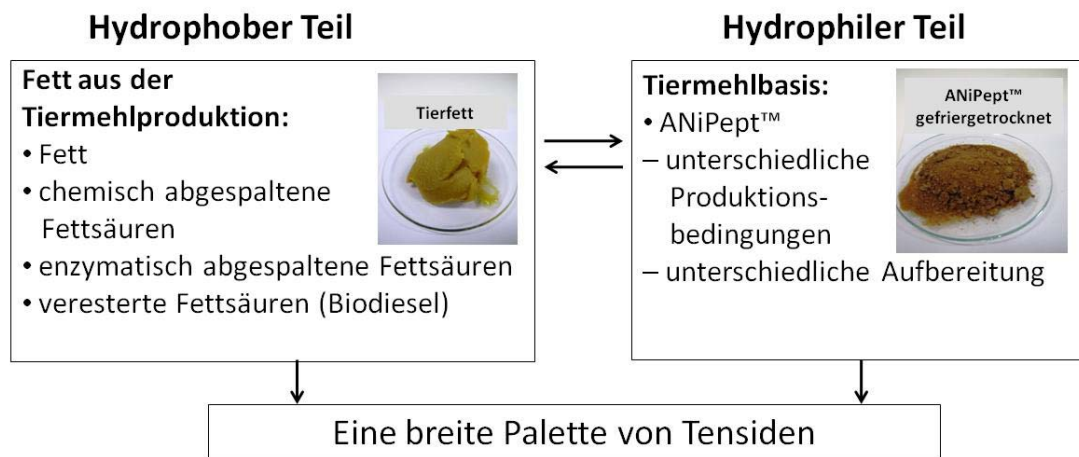 Hydrophober Teil
Fett aus der
Tiermehlproduktion:
• Fett
• chemisch abgespaltene
Fettsäuren
• enzymatisch abgespaltene Fettsäuren
• veresterte Fettsäuren (Biodiesel)
Tierfett
Hydrophiler Teil
Tiermehlbasis:
• ANiPept™
– unterschiedliche
Produktions-
bedingungen
– unterschiedliche Aufbereitung
ANiPept™
gefriergetrocknet
Eine breite Palette von Tensiden